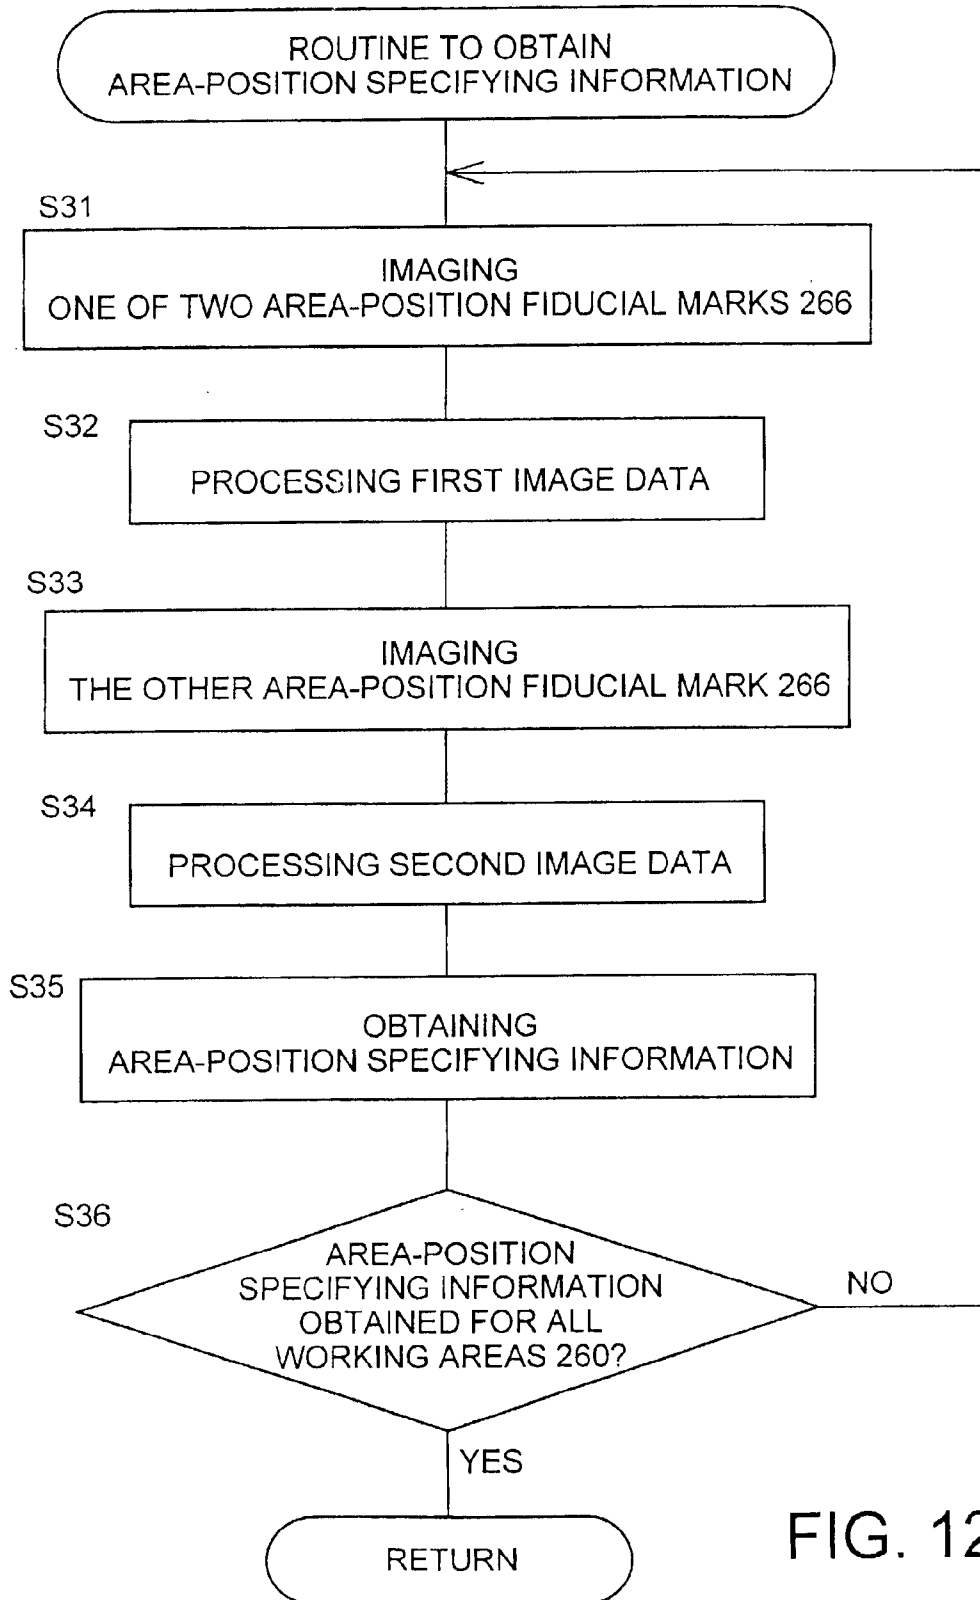 ROUTINE TO OBTAIN
AREA-POSITION SPECIFYING INFORMATION
S31
IMAGING
ONE OF TWO AREA-POSITION FIDUCIAL MARKS 266
S32
PROCESSING FIRST IMAGE DATA
S33
IMAGING
THE OTHER AREA-POSITION FIDUCIAL MARK 266
S34
PROCESSING SECOND IMAGE DATA
S35
OBTAINING
AREA-POSITION SPECIFYING INFORMATION
S36
AREA-POSITION
SPECIFYING INFORMATION
OBTAINED FOR ALL
WORKING AREAS 260?
NO
YES
RETURN
FIG. 12